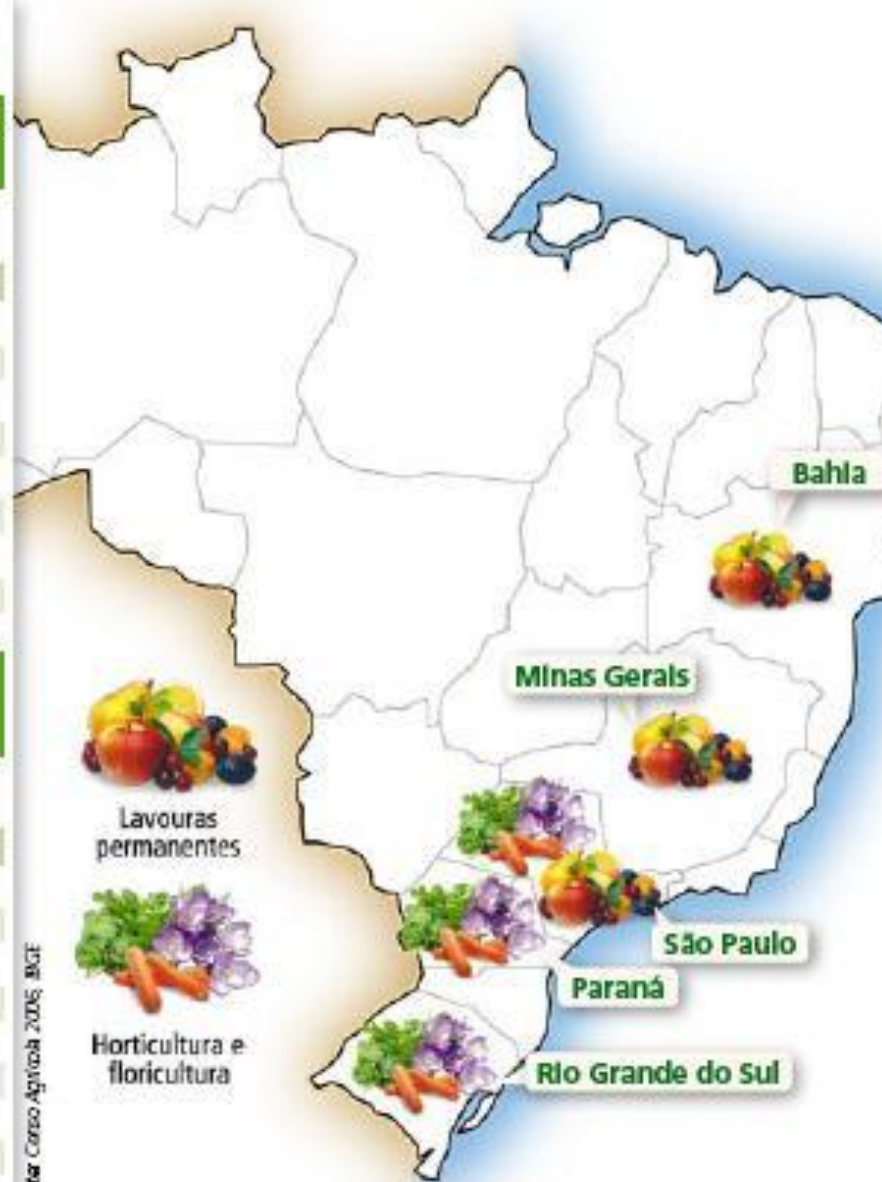 Bahia
Minas Gerais
Lavouras
permanentes
São Paulo
Paraná
Horticultura e
floricultura
Rio Grande do Sul
Censo Agrícola 2006, IBGE